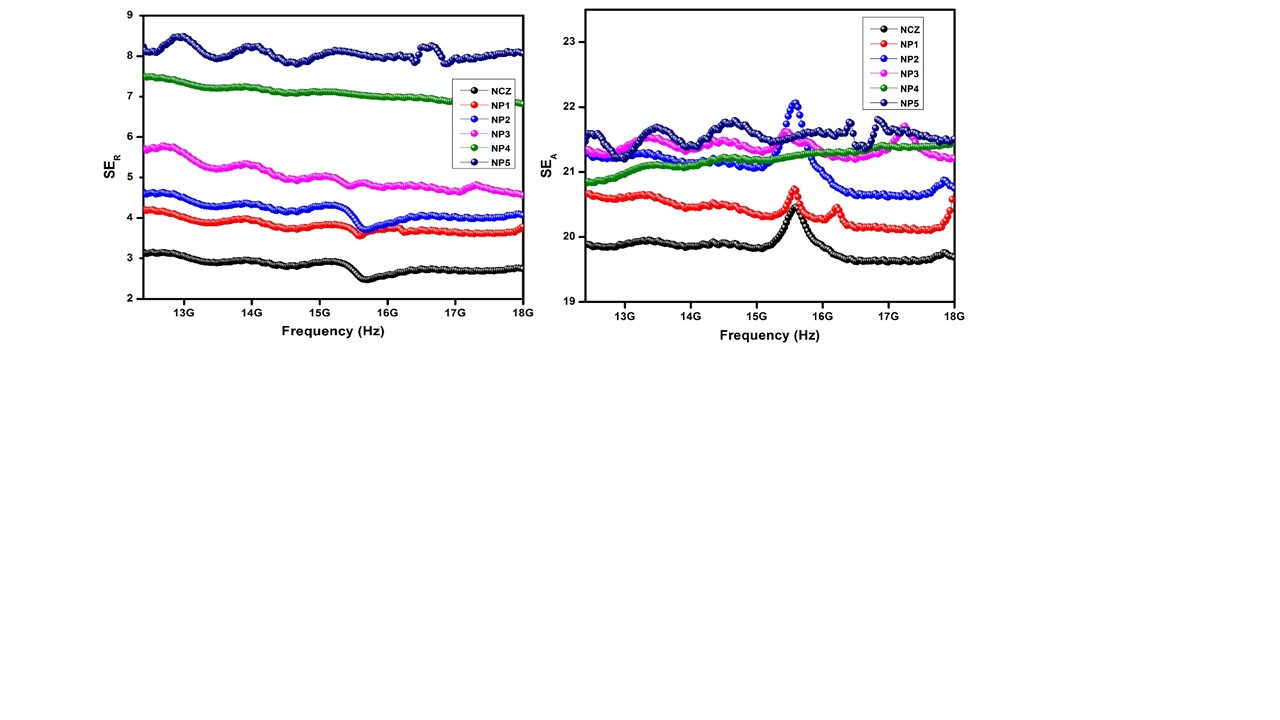 9
8
7
6
5
4
3
2
SE_R
NCZ
NP1
NP2
NP3
NP4
NP5
13G 14G 15G 16G 17G 18G
Frequency (Hz)
23
22
21
20
19
SE_A
NCZ
NP1
NP2
NP3
NP4
NP5
13G 14G 15G 16G 17G 18G
Frequency (Hz)